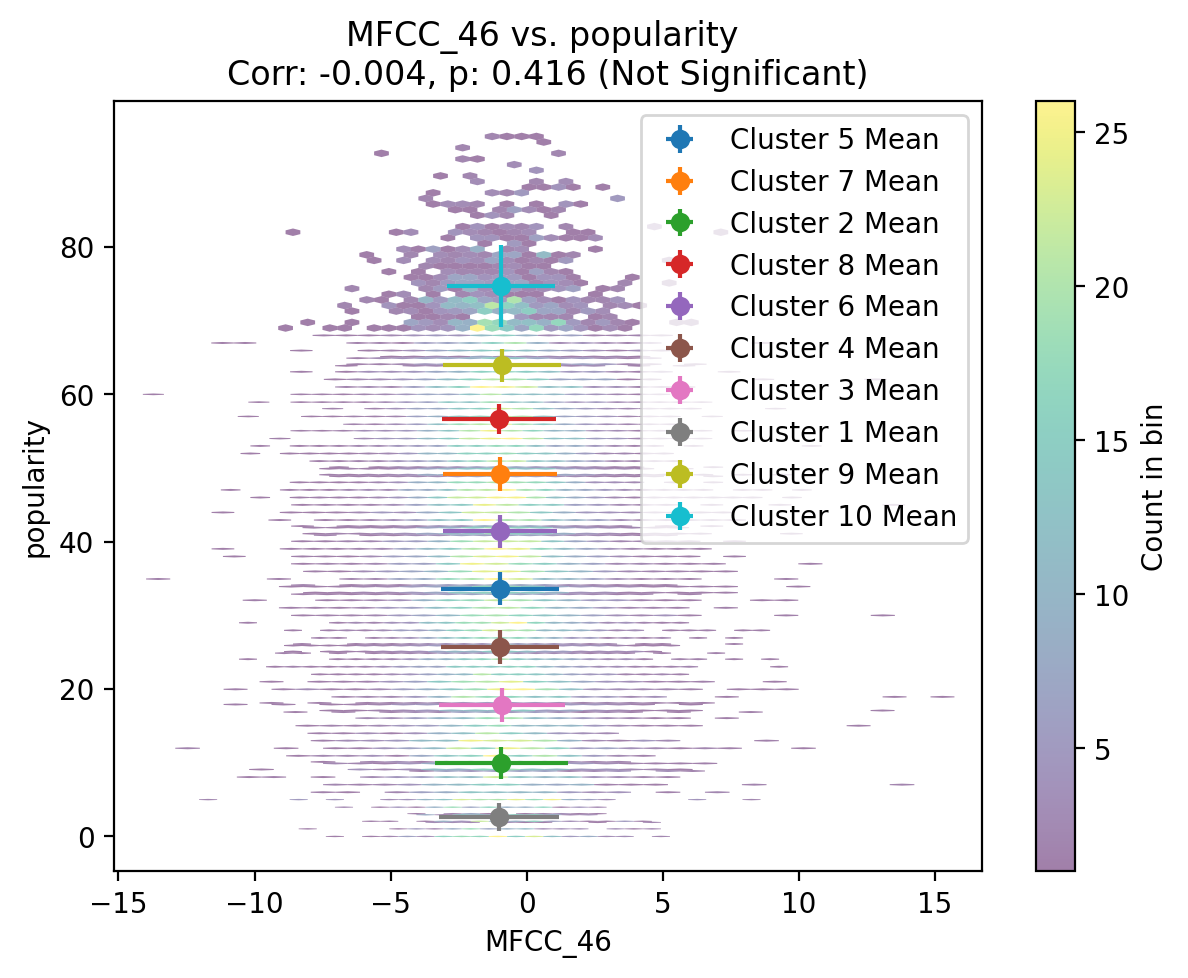 MFCC_46 vs. popularity
Corr: -0.004, p: 0.416 (Not Significant)
Cluster 5 Mean
Cluster 7 Mean
Cluster 2 Mean
Cluster 8 Mean
Cluster 6 Mean
Cluster 4 Mean
Cluster 3 Mean
Cluster 1 Mean
Cluster 9 Mean
Cluster 10 Mean
80
60
40
20
0
popularity
−15
−10
−5
0
5
10
15
MFCC_46
25
20
15
10
5
Count in bin